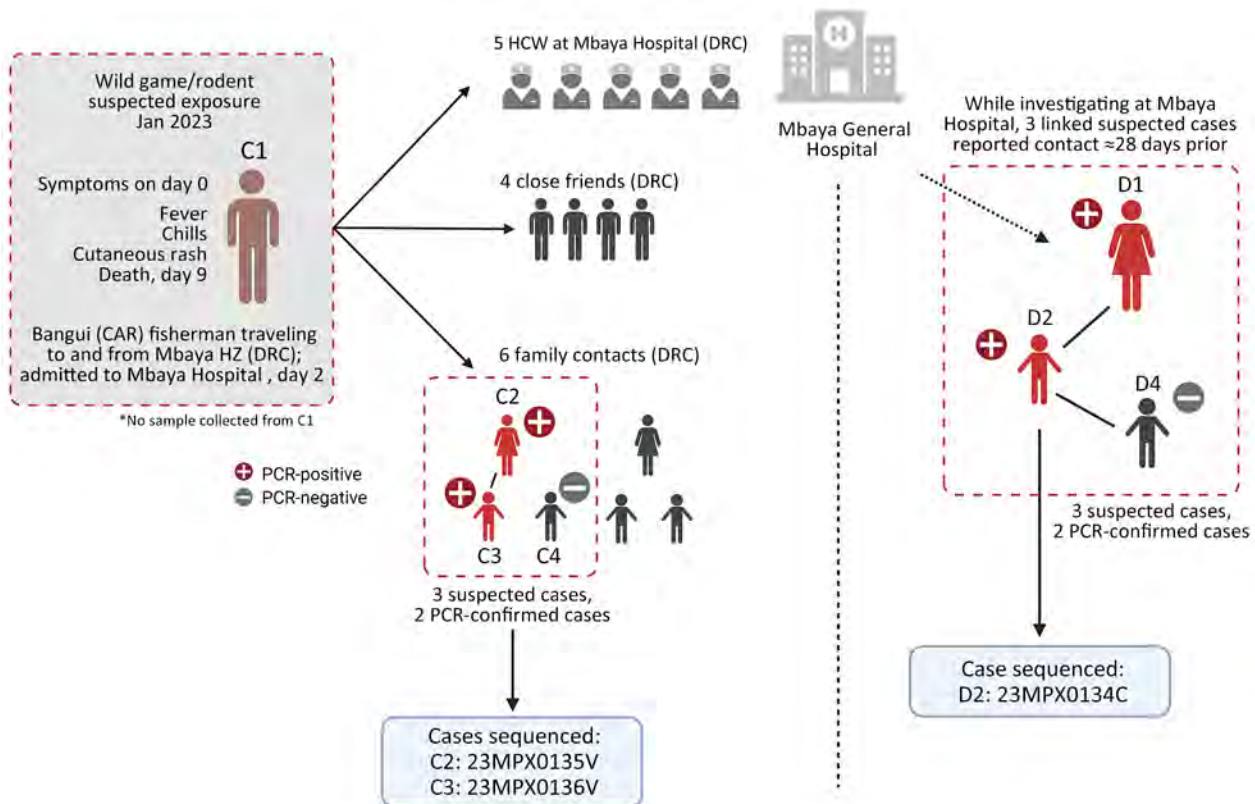 Wild game/rodent
suspected exposure
Jan 2023
C1
Symptoms on day 0
Fever
Chills
Cutaneous rash
Death, day 9
Bangui (CAR) fisherman traveling
to and from Mbaya HZ (DRC);
admitted to Mbaya Hospital , day 2
*No sample collected from C1
PCR-positive
PCR-negative
5 HCW at Mbaya Hospital (DRC)
4 close friends (DRC)
6 family contacts (DRC)
C2
C3
C4
3 suspected cases,
2 PCR-confirmed cases
Cases sequenced:
C2: 23MPX0135V
C3: 23MPX0136V
H
Mbaya General
Hospital
While investigating at Mbaya
Hospital, 3 linked suspected cases
reported contact ≈28 days prior
D1
D2
D4
3 suspected cases,
2 PCR-confirmed cases
Case sequenced:
D2: 23MPX0134C